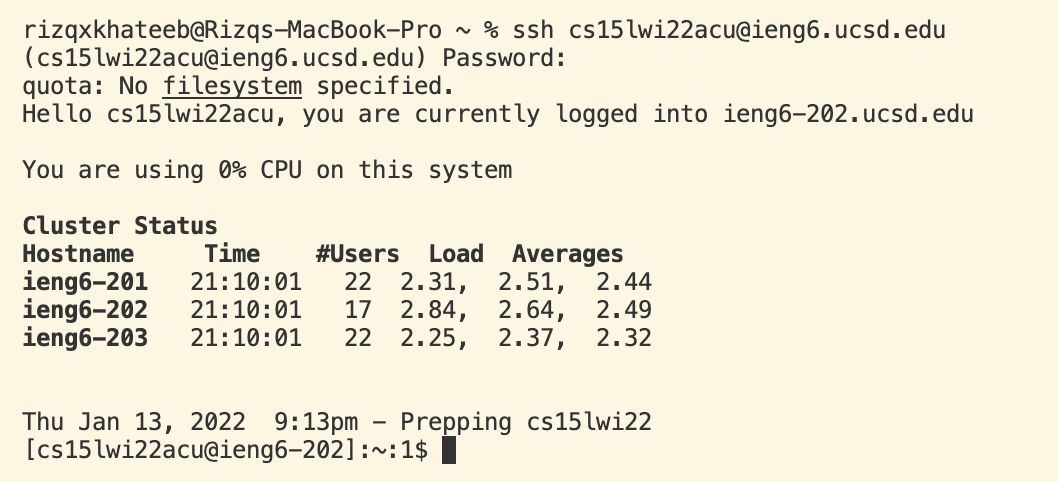 rizqxkhateeb@Rizqs-MacBook-Pro ~ % ssh cs15lwi22acu@ieng6.ucsd.edu
(cs15lwi22acu@ieng6.ucsd.edu) Password:
quota: No filesystem specified.
Hello cs15lwi22acu, you are currently logged into ieng6-202.ucsd.edu
You are using 0% CPU on this system
Cluster Status
Hostname     Time    #Users  Load  Averages
ieng6-201   21:10:01   22  2.31,  2.51,  2.44
ieng6-202   21:10:01   17  2.84,  2.64,  2.49
ieng6-203   21:10:01   22  2.25,  2.37,  2.32
Thu Jan 13, 2022  9:13pm - Prepping cs15lwi22
[cs15lwi22acu@ieng6-202]:~:1$